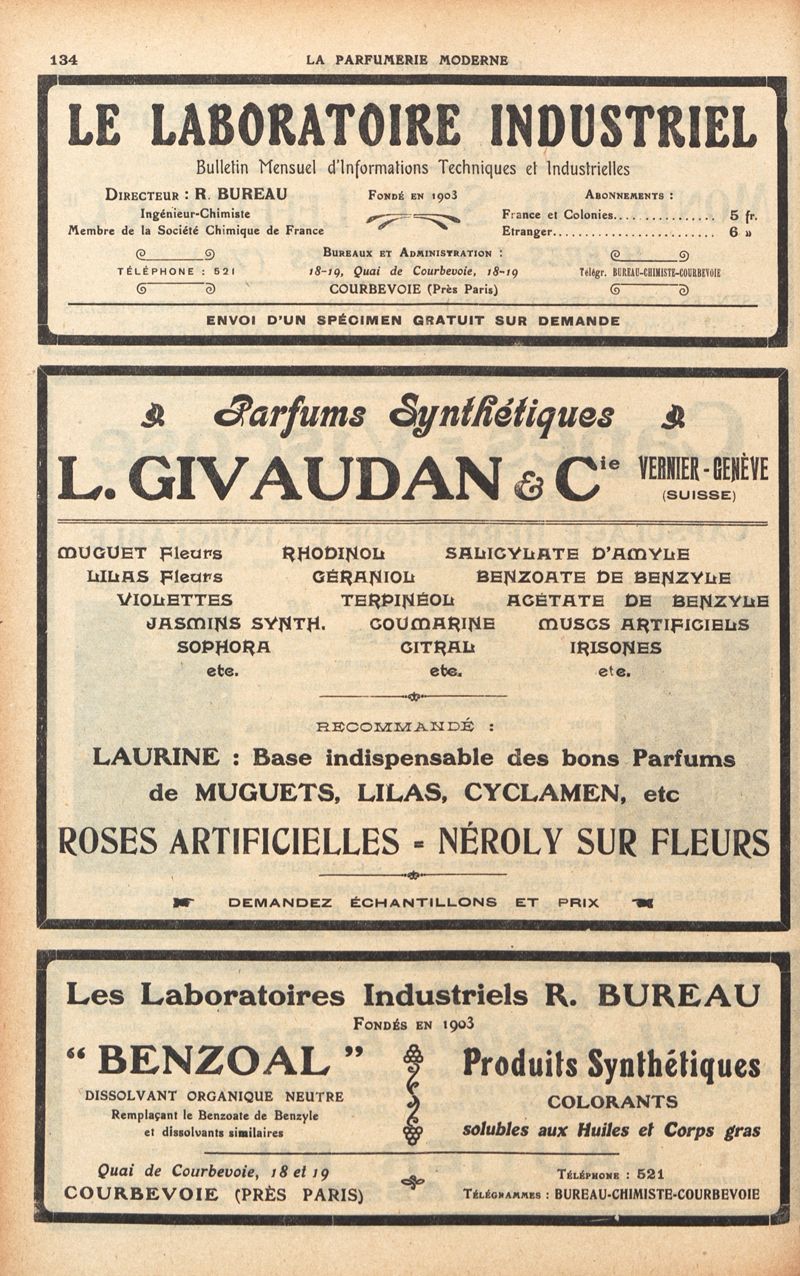 134
LA PARFUMERIE MODERNE
LE LABORATOIRE INDUSTRIEL
Bulletin Mensuel d'Informations Techniques et Industrielles
DIRECTEUR : R. BUREAU
Ingénieur-Chimiste
Membre de la Société Chimique de France
FONDÉ EN 1903
ABONNEMENTS :
France et Colonies............... 5 fr.
Etranger........................ 6 »
TÉLÉPHONE : 521
BUREAUX ET ADMINISTRATION :
18-19, Quai de Courbevoie, 18-19
COURBEVOIE (Près Paris)
Télégr. BUREAU-CHIMISTE-COURBEVOIE
ENVOI D'UN SPÉCIMEN GRATUIT SUR DEMANDE
Parfums Synthétiques
L. GIVAUDAN & Cie VERNIER-GENÈVE
(SUISSE)
MUGUET Fleurs RHODINOL SALICYLATE D'AMYLE
LILAS Fleurs GÉRANIOL BENZOATE DE BENZYLE
VIOLETTES TERPINÉOL ACÉTATE DE BENZYLE
JASMINS SYNTH. COUMARINE MUSCS ARTIFICIELS
SOPHORA CITRAL IRISONES
etc. etc. etc.
RECOMMANDÉ :
LAURINE : Base indispensable des bons Parfums
de MUGUETS, LILAS, CYCLAMEN, etc
ROSES ARTIFICIELLES = NÉROLY SUR FLEURS
DEMANDEZ ÉCHANTILLONS ET PRIX
Les Laboratoires Industriels R. BUREAU
FONDÉS EN 1903
“ BENZOAL ”
DISSOLVANT ORGANIQUE NEUTRE
Remplaçant le Benzoate de Benzyle
et dissolvants similaires
Produits Synthétiques
COLORANTS
solubles aux Huiles et Corps gras
Quai de Courbevoie, 18 et 19
COURBEVOIE (PRÈS PARIS)
TÉLÉPHONE : 521
TÉLÉGRAMMES : BUREAU-CHIMISTE-COURBEVOIE